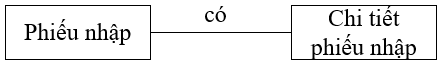 Phiếu nhập
có
Chi tiết
phiếu nhập